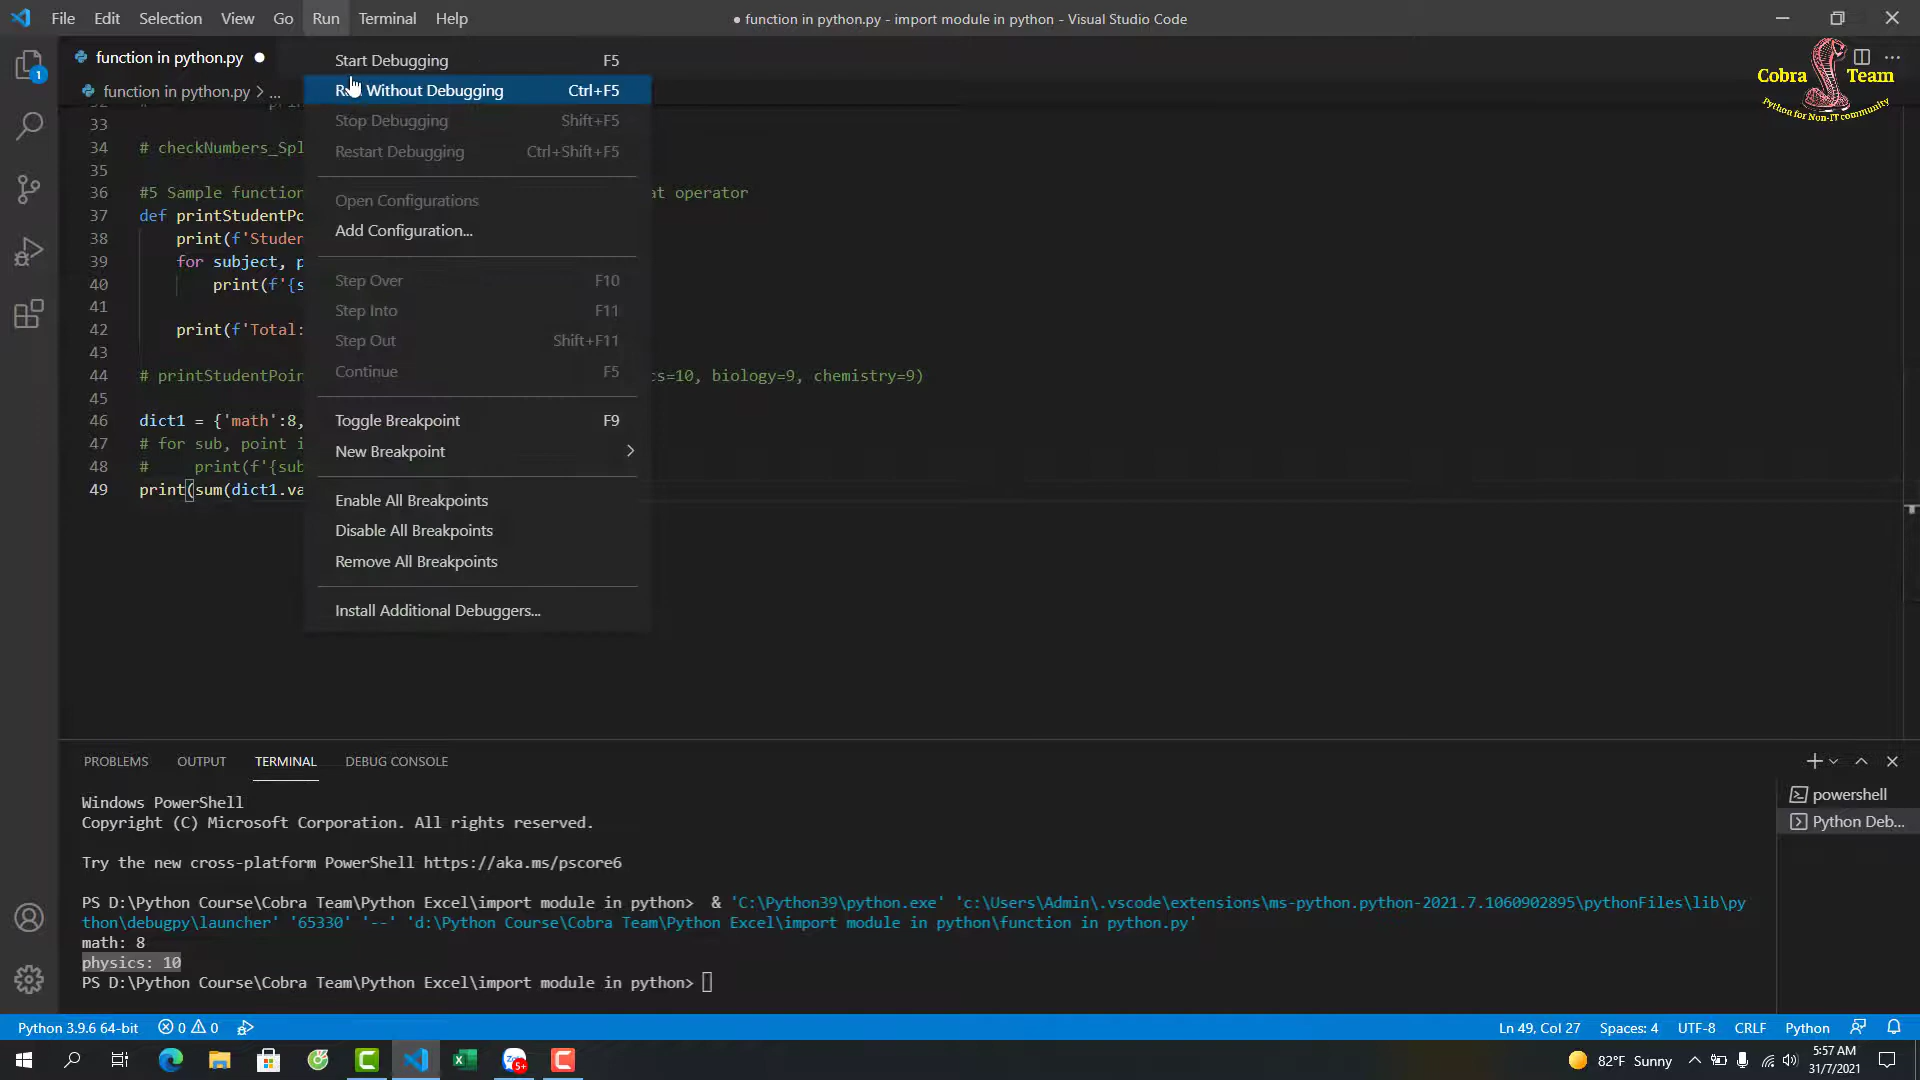 File Edit Selection View Go Run Terminal Help
● function in python.py - import module in python - Visual Studio Code
function in python.py
function in python.py > ...
Cobra Team
Python for Non-IT community
Start Debugging F5
Run Without Debugging Ctrl+F5
Stop Debugging Shift+F5
Restart Debugging Ctrl+Shift+F5
Open Configurations
Add Configuration...
Step Over F10
Step Into F11
Step Out Shift+F11
Continue F5
Toggle Breakpoint F9
New Breakpoint >
Enable All Breakpoints
Disable All Breakpoints
Remove All Breakpoints
Install Additional Debuggers...
33
34 # checkNumbers_Spl
35
36 #5 Sample function at operator
37 def printStudentPo
38 print(f'Studen
39 for subject, p
40 print(f'{s
41
42 print(f'Total:
43
44 # printStudentPoin cs=10, biology=9, chemistry=9)
45
46 dict1 = {'math':8,
47 # for sub, point i
48 # print(f'{sub
49 print(sum(dict1.va
PROBLEMS OUTPUT TERMINAL DEBUG CONSOLE
powershell
Python Deb...
Windows PowerShell
Copyright (C) Microsoft Corporation. All rights reserved.
Try the new cross-platform PowerShell https://aka.ms/pscore6
PS D:\Python Course\Cobra Team\Python Excel\import module in python> & 'C:\Python39\python.exe' 'c:\Users\Admin\.vscode\extensions\ms-python.python-2021.7.1060902895\pythonFiles\lib\py
thon\debugpy\launcher' '65330' '--' 'd:\Python Course\Cobra Team\Python Excel\import module in python\function in python.py'
math: 8
physics: 10
PS D:\Python Course\Cobra Team\Python Excel\import module in python>
Python 3.9.6 64-bit 0 0 Ln 49, Col 27 Spaces: 4 UTF-8 CRLF Python
82°F Sunny
5:57 AM
31/7/2021